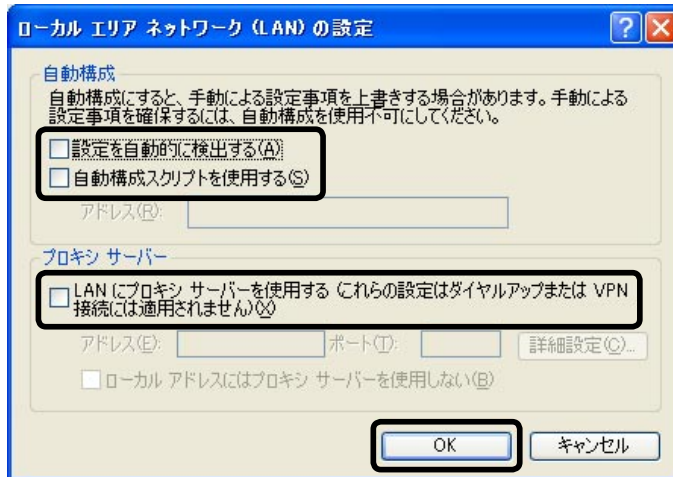 ローカル エリア ネットワーク (LAN) の設定
自動構成
自動構成にすると、手動による設定事項を上書きする場合があります。手動による
設定事項を確保するには、自動構成を使用不可にしてください。
設定を自動的に検出する(A)
自動構成スクリプトを使用する(S)
アドレス(R):
プロキシ サーバー
LAN にプロキシ サーバーを使用する (これらの設定はダイヤルアップまたは VPN
接続には適用されません)(X)
アドレス(E): ポート(T): 詳細設定(C)...
ローカル アドレスにはプロキシ サーバーを使用しない(B)
OK キャンセル